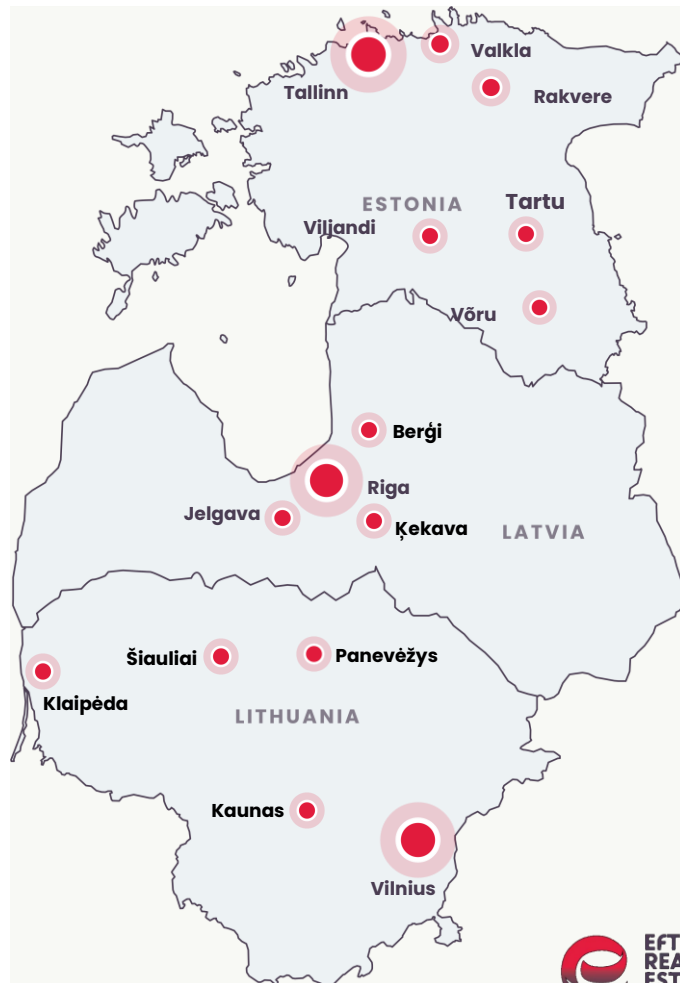 Valkla
Tallinn
Rakvere
ESTONIA
Tartu
Viljandi
Võru
Berģi
Riga
Jelgava
Ķekava
LATVIA
Šiauliai
Panevėžys
Klaipėda
LITHUANIA
Kaunas
Vilnius